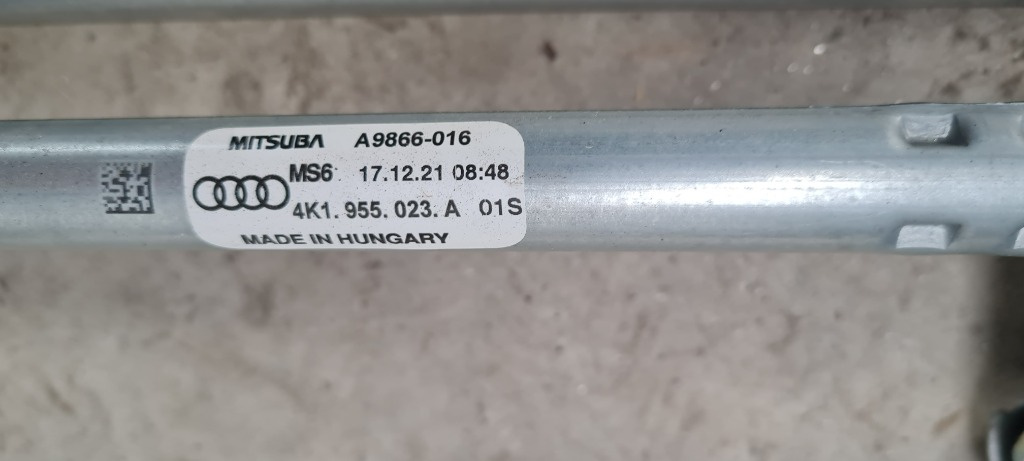 MITSUBA A9866-016
MS6 17.12.21 08:48
4K1.955.023.A 01S
MADE IN HUNGARY